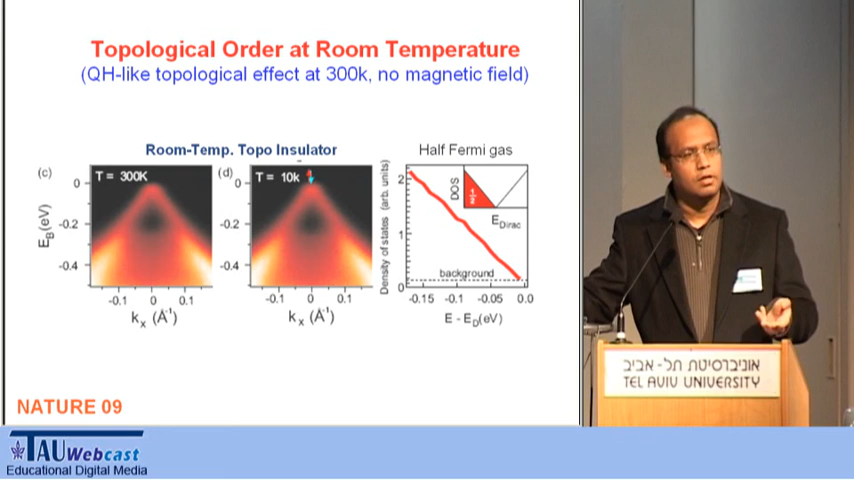 Topological Order at Room Temperature
(QH-like topological effect at 300k, no magnetic field)
Room-Temp. Topo Insulator
Half Fermi gas
(c)
T = 300K
0
-0.2
-0.4
E_B(eV)
-0.1 0 0.1
k_x (Å⁻¹)
(d)
T = 10k
0
-0.2
-0.4
-0.1 0 0.1
k_x (Å⁻¹)
Density of states (arb. units)
2
1
0
DOS
E_Dirac
background
-0.15 -0.1 -0.05 0.0
E - E_D(eV)
NATURE 09
אוניברסיטת תל-אביב
TEL AVIV UNIVERSITY
TAU Webcast
Educational Digital Media